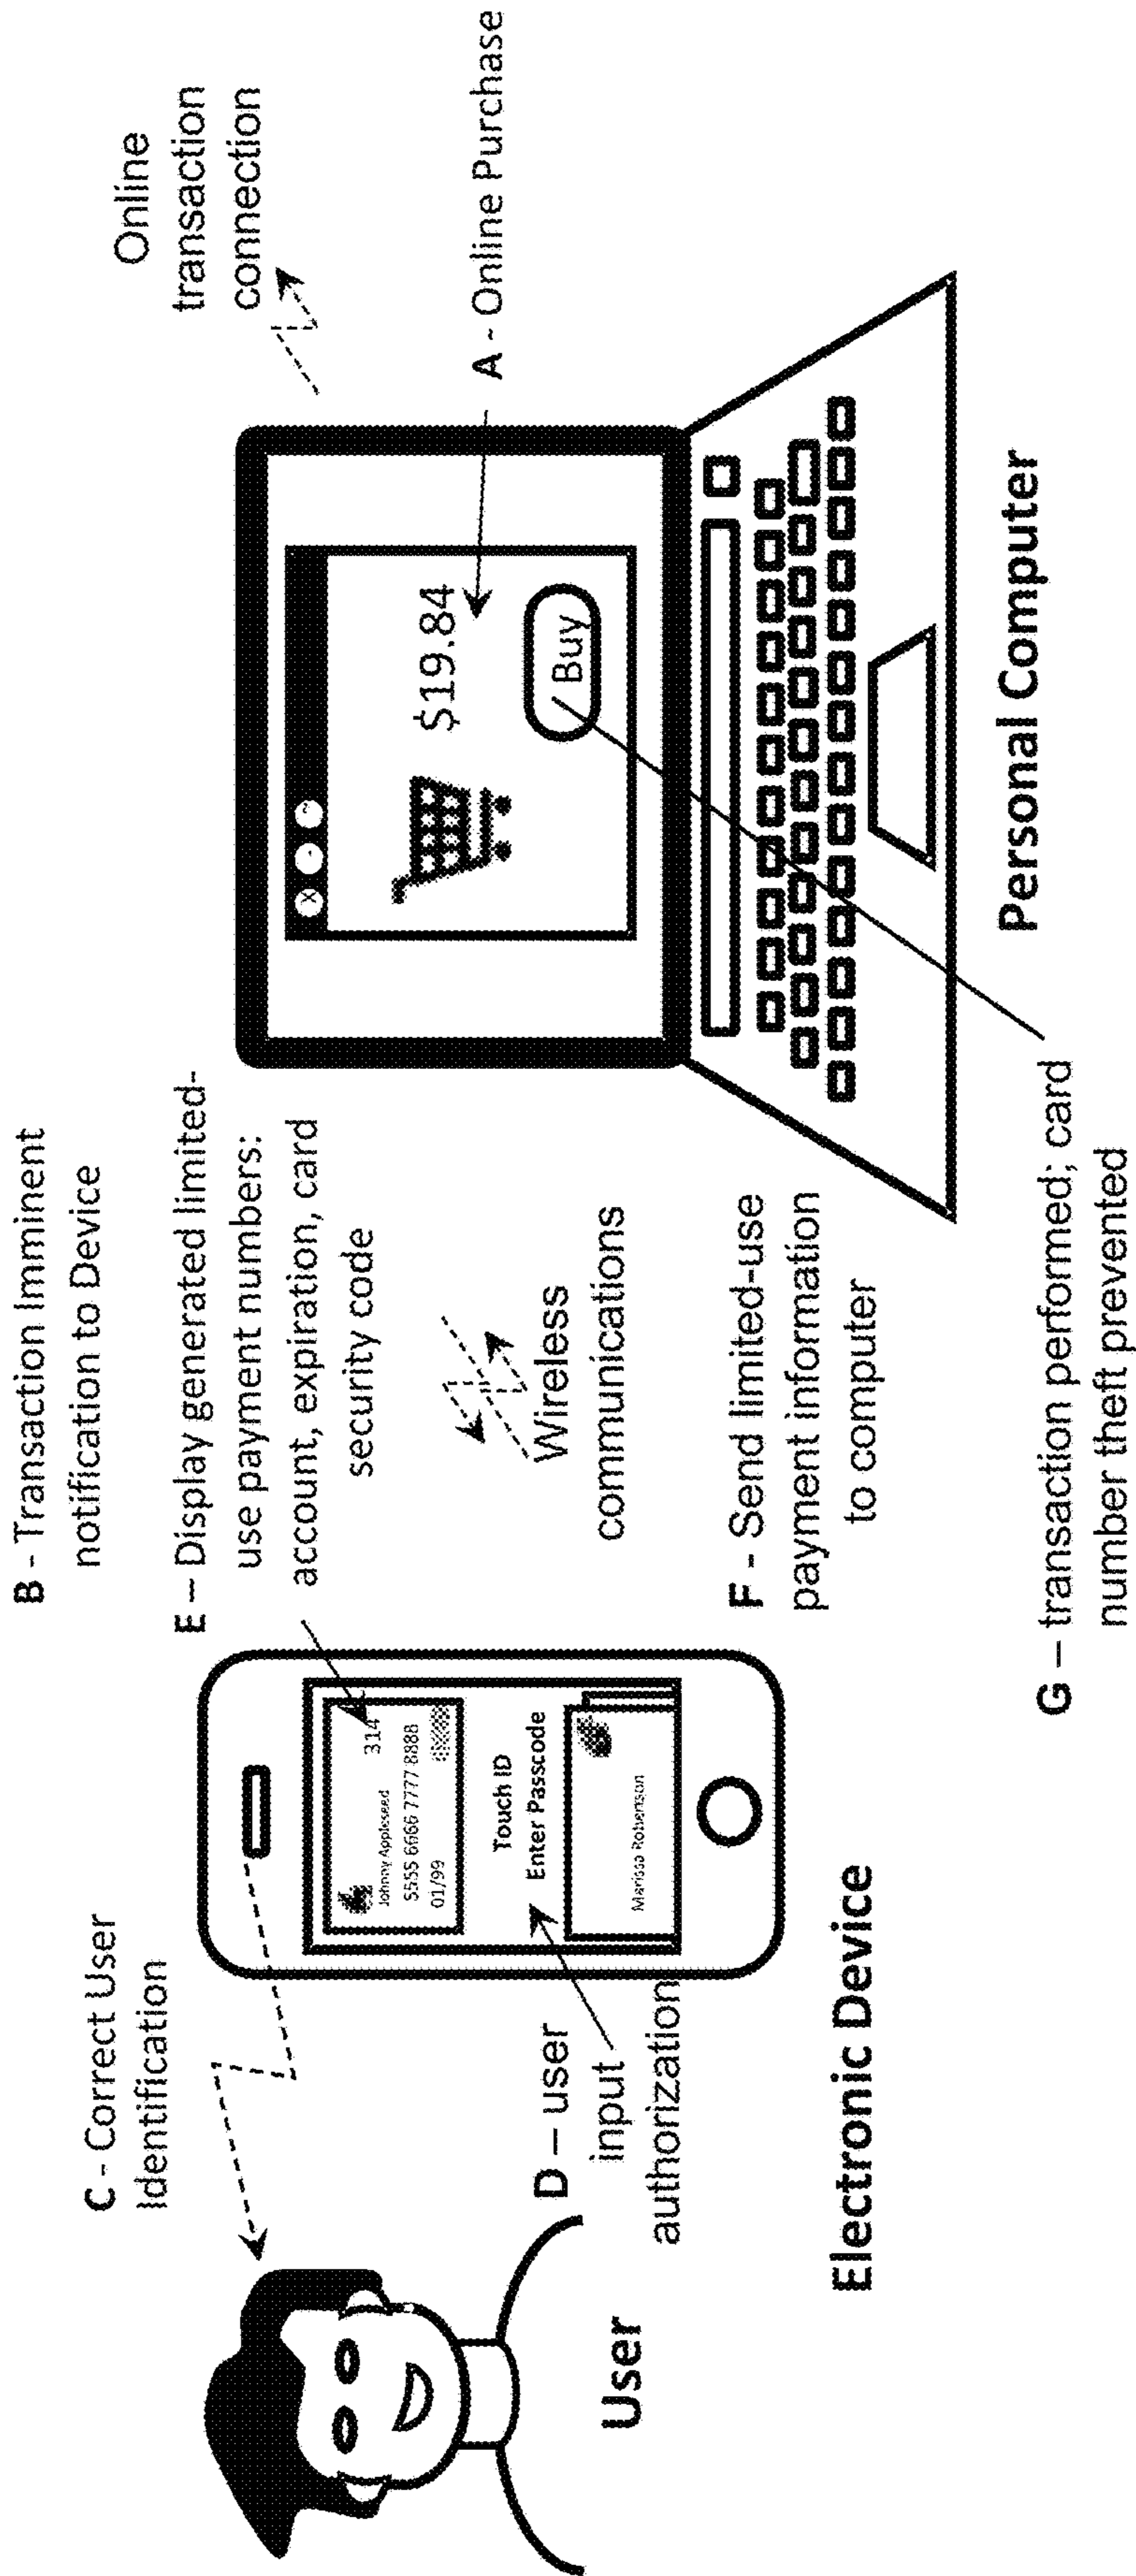 B - Transaction Imminent
notification to Device
Online
transaction
connection
C - Correct User
Identification
E – Display generated limited-
use payment numbers:
account, expiration, card
security code
A - Online Purchase
X - ~
$19.84
Buy
Johnny Appleseed
314
5555 6666 7777 8888
01/99
Touch ID
Enter Passcode
Marissa Robertson
D – user
input
authorization
Wireless
communications
F - Send limited-use
payment information
to computer
User
Electronic Device
Personal Computer
G – transaction performed; card
number theft prevented